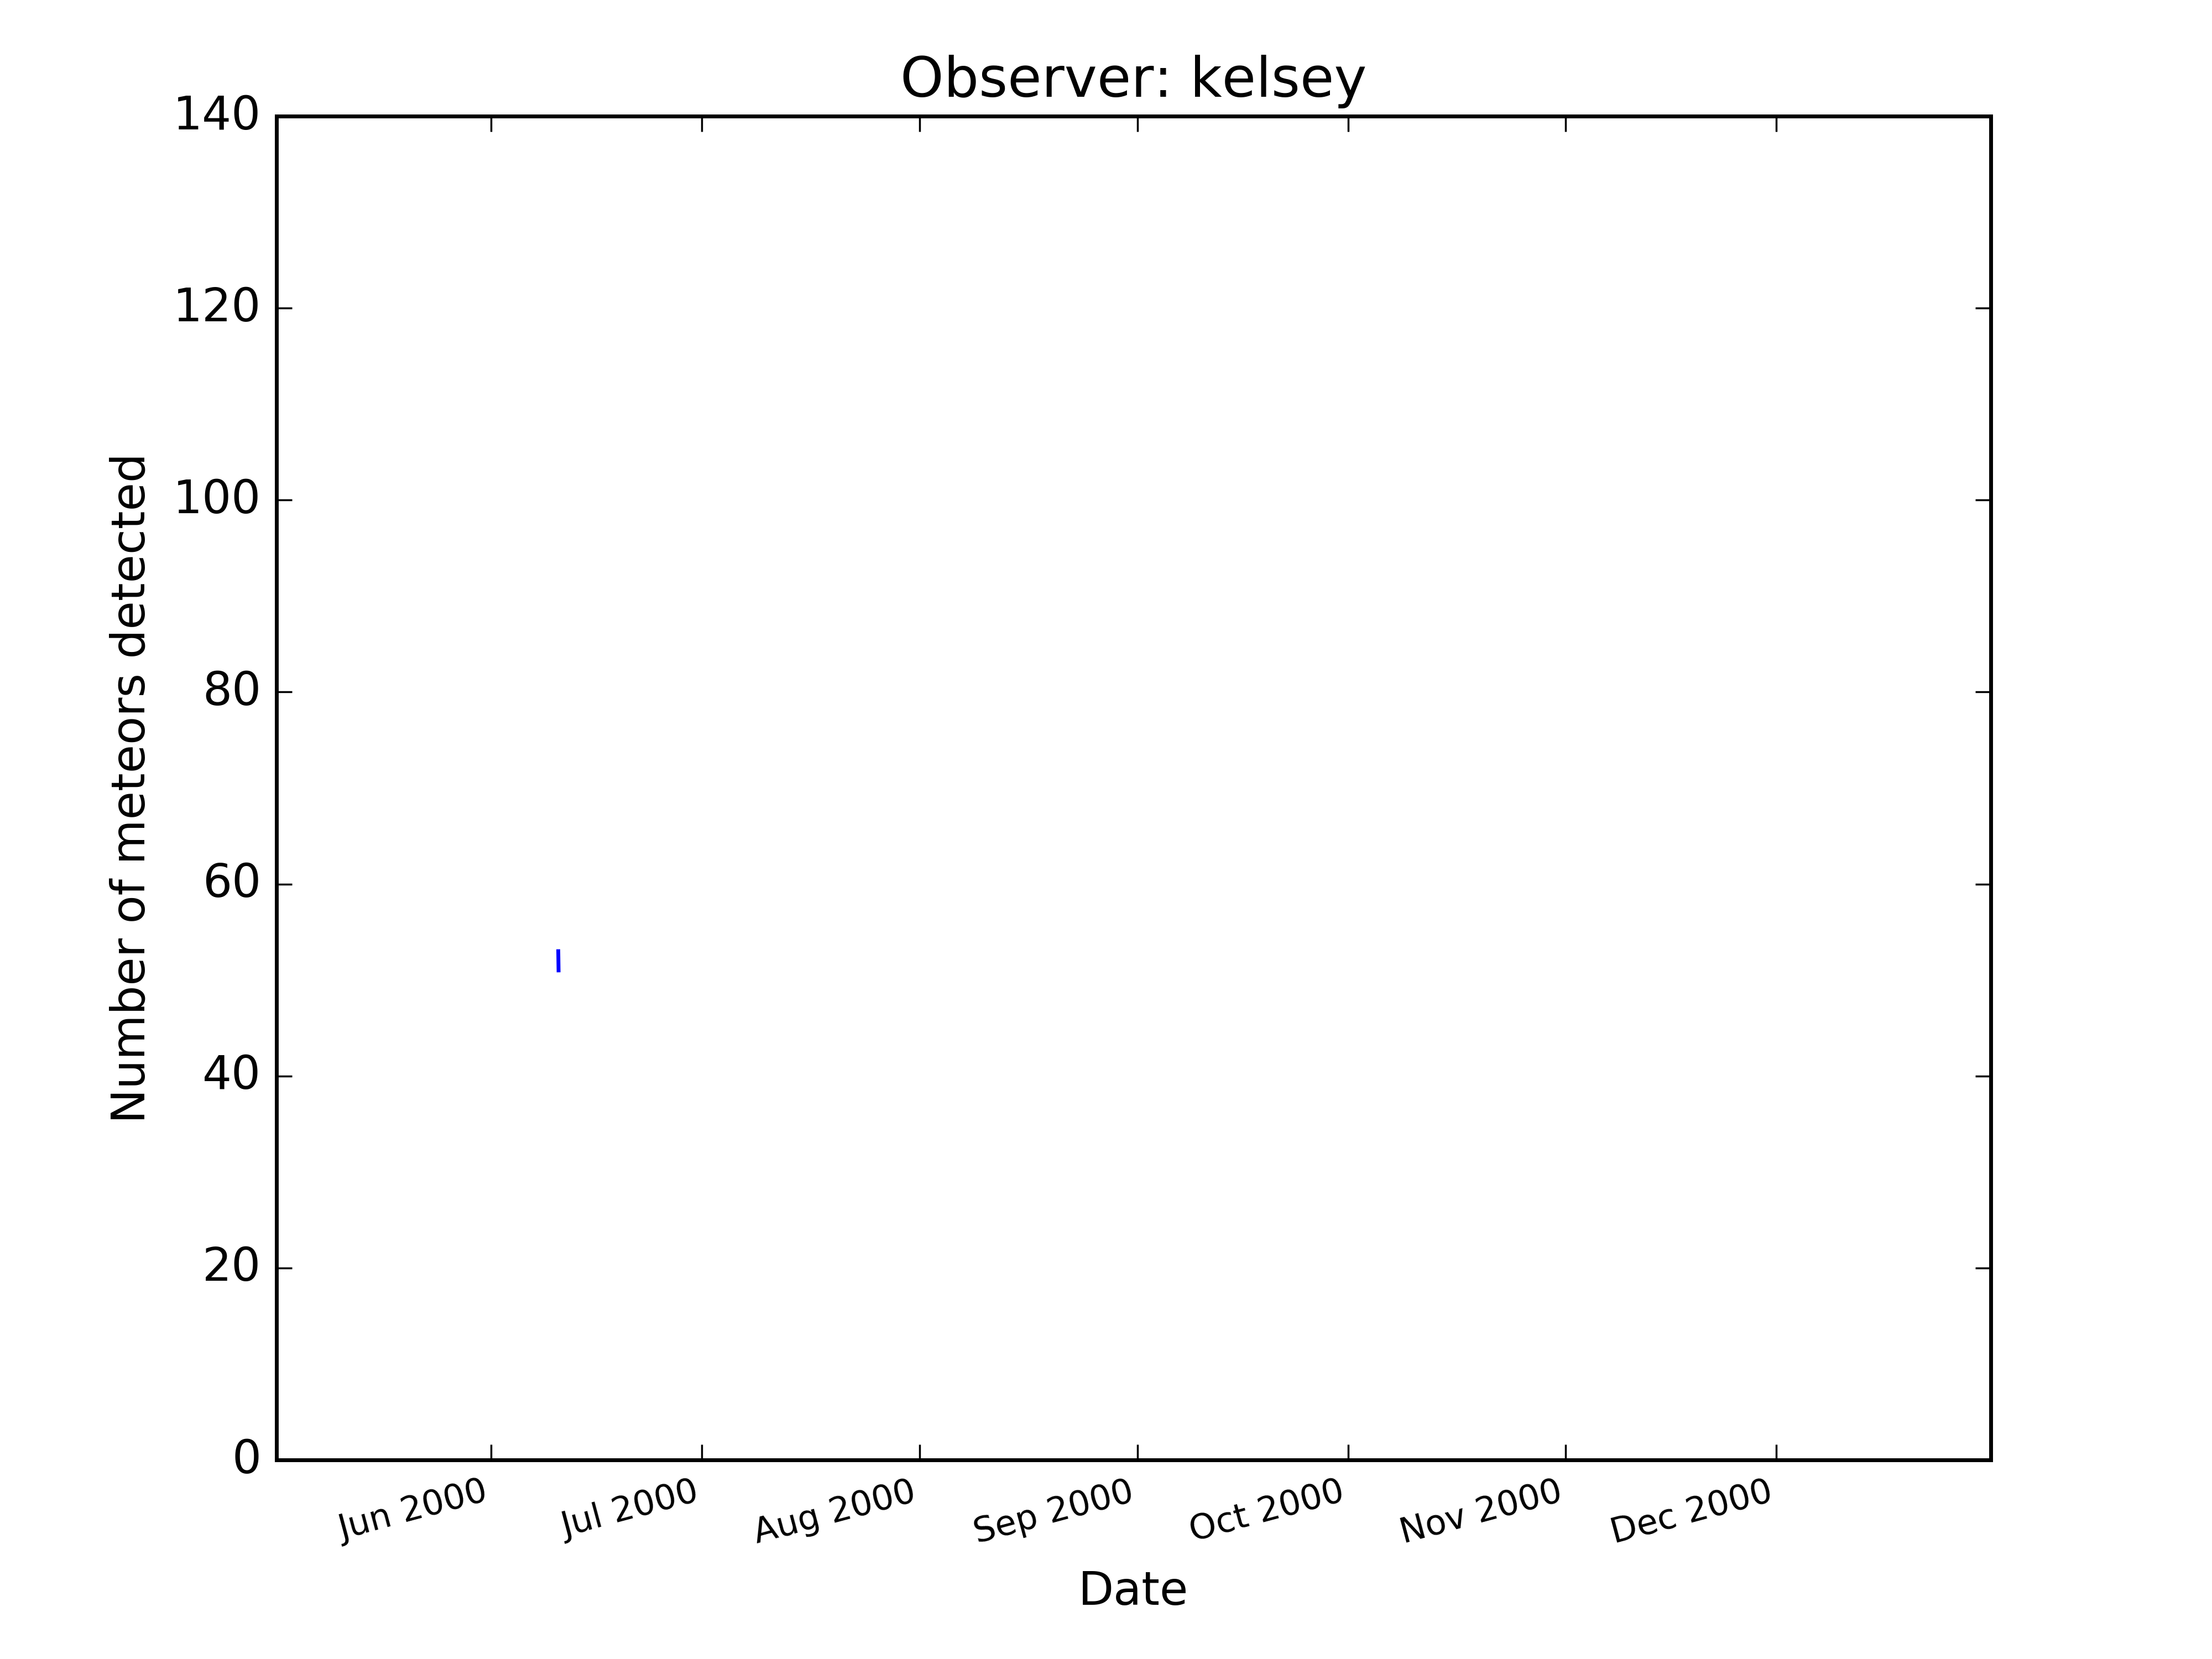 Observer: kelsey
140
120
100
80
60
40
20
0
Number of meteors detected
Jun 2000
Jul 2000
Aug 2000
Sep 2000
Oct 2000
Nov 2000
Dec 2000
Date